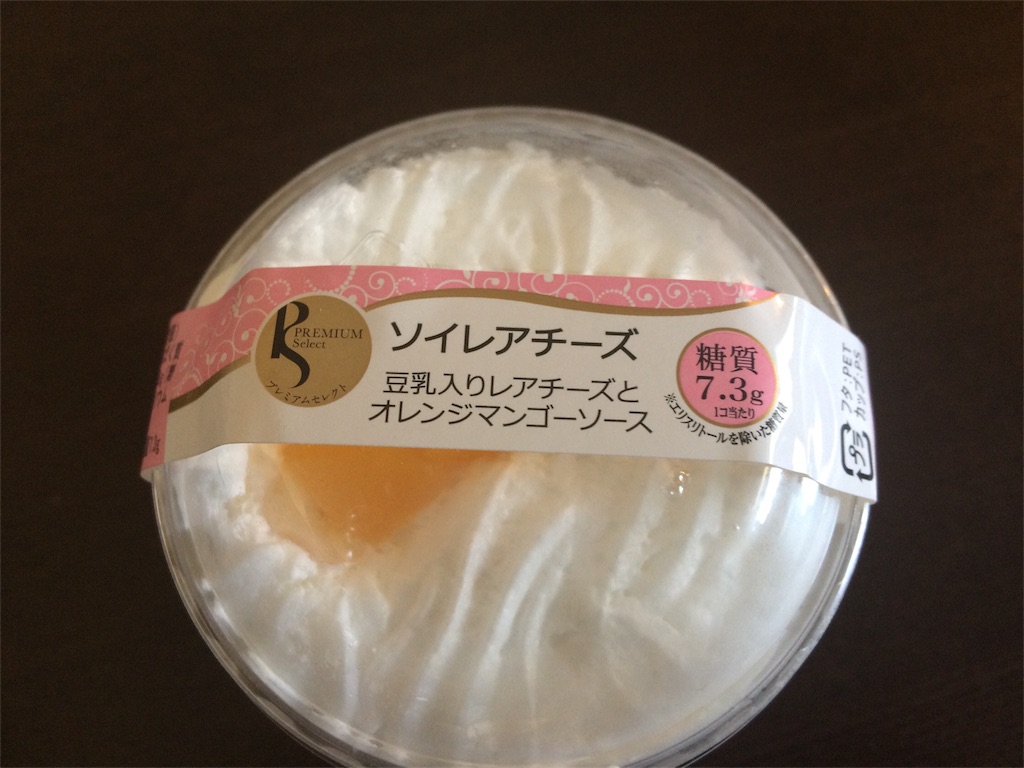 PREMIUM
Select
プレミアムセレクト
ソイレアチーズ
豆乳入りレアチーズと
オレンジマンゴーソース
糖質
7.3g
1コ当たり
※エリスリトールを除いた糖質量
フタ:PET
カップ:PS
プラ